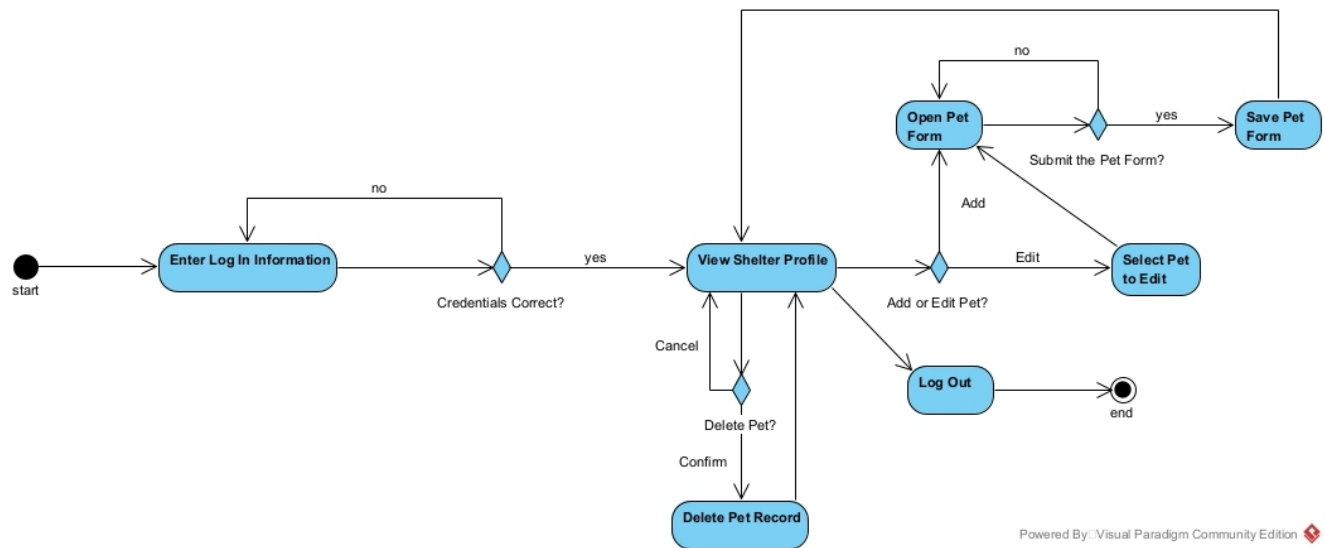 no
Open Pet
Form
yes
Save Pet
Form
Submit the Pet Form?
no
Add
Enter Log In Information
yes
View Shelter Profile
Edit
Select Pet
to Edit
start
Credentials Correct?
Add or Edit Pet?
Cancel
Log Out
end
Delete Pet?
Confirm
Delete Pet Record
Powered By Visual Paradigm Community Edition